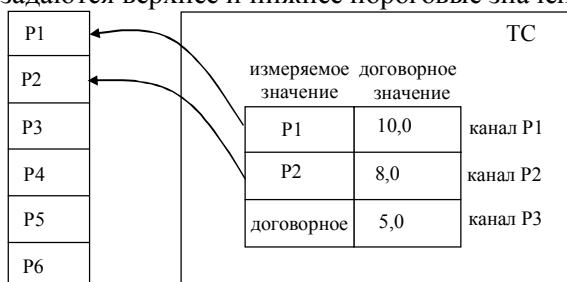 задаются верхнее и нижнее пороговые значен
P1
P2
P3
P4
P5
P6
ТС
измеряемое договорное
значение значение
P1 10,0 канал P1
P2 8,0 канал P2
договорное 5,0 канал P3